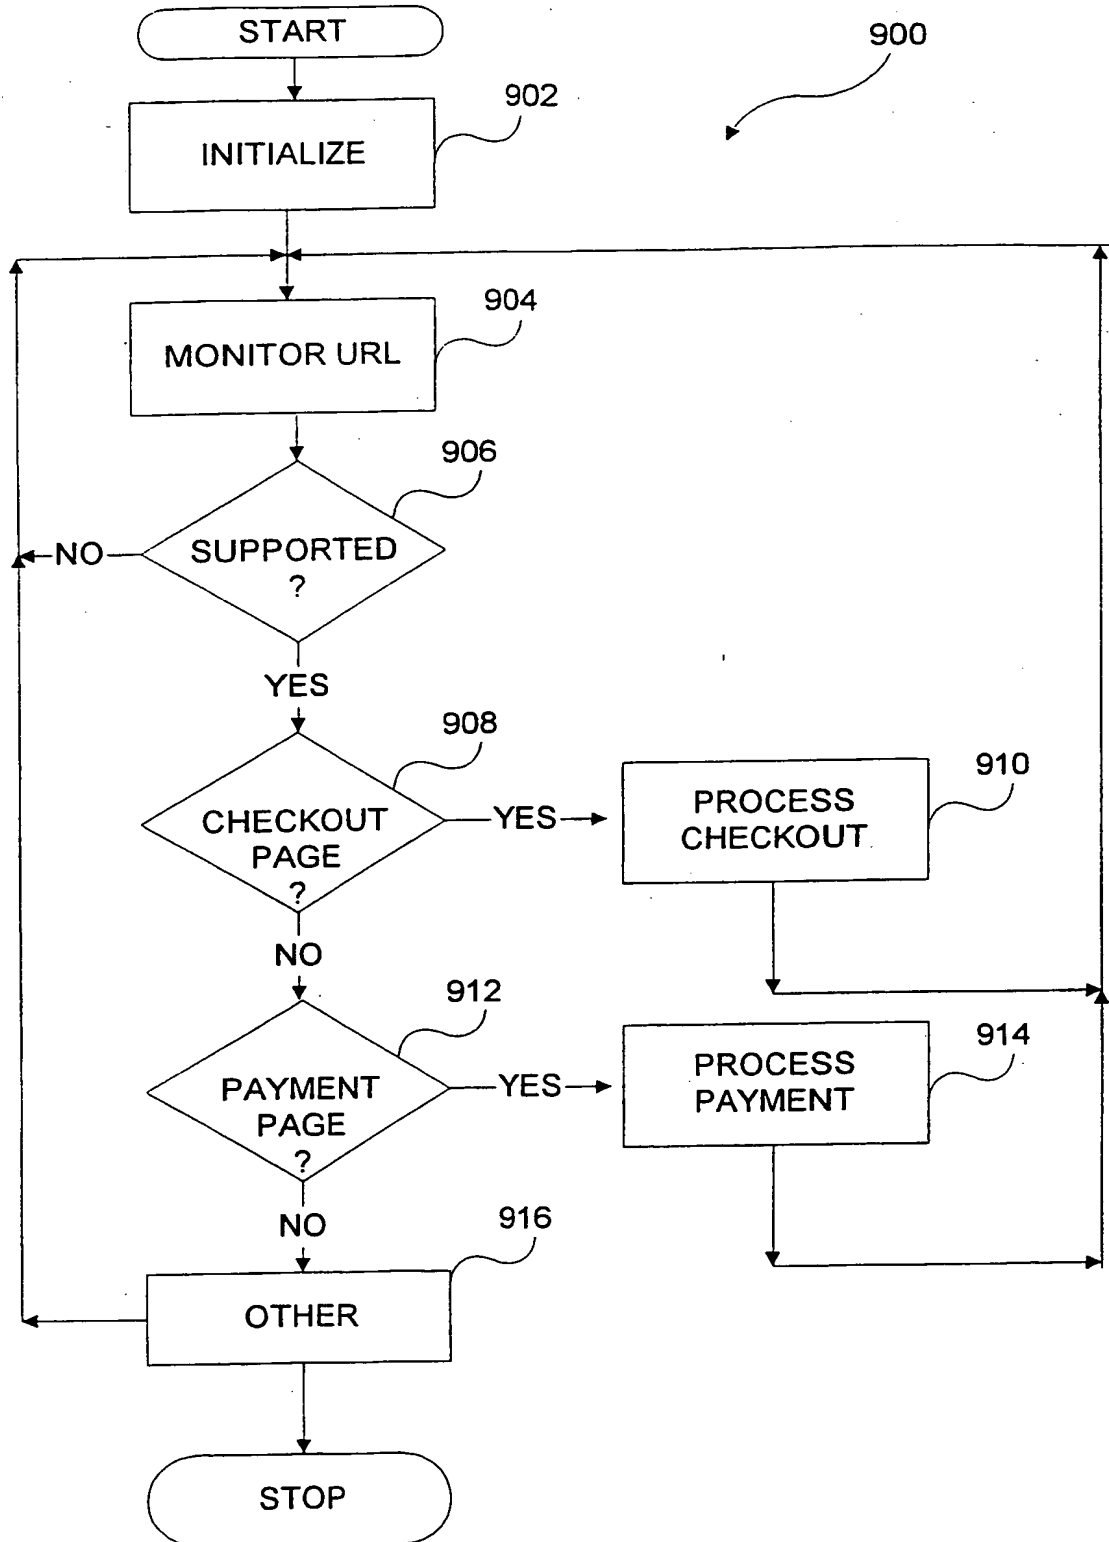 START
900
902
INITIALIZE
904
MONITOR URL
906
NO
SUPPORTED
?
YES
908
CHECKOUT
PAGE
?
YES
910
PROCESS
CHECKOUT
NO
912
PAYMENT
PAGE
?
YES
914
PROCESS
PAYMENT
NO
916
OTHER
STOP